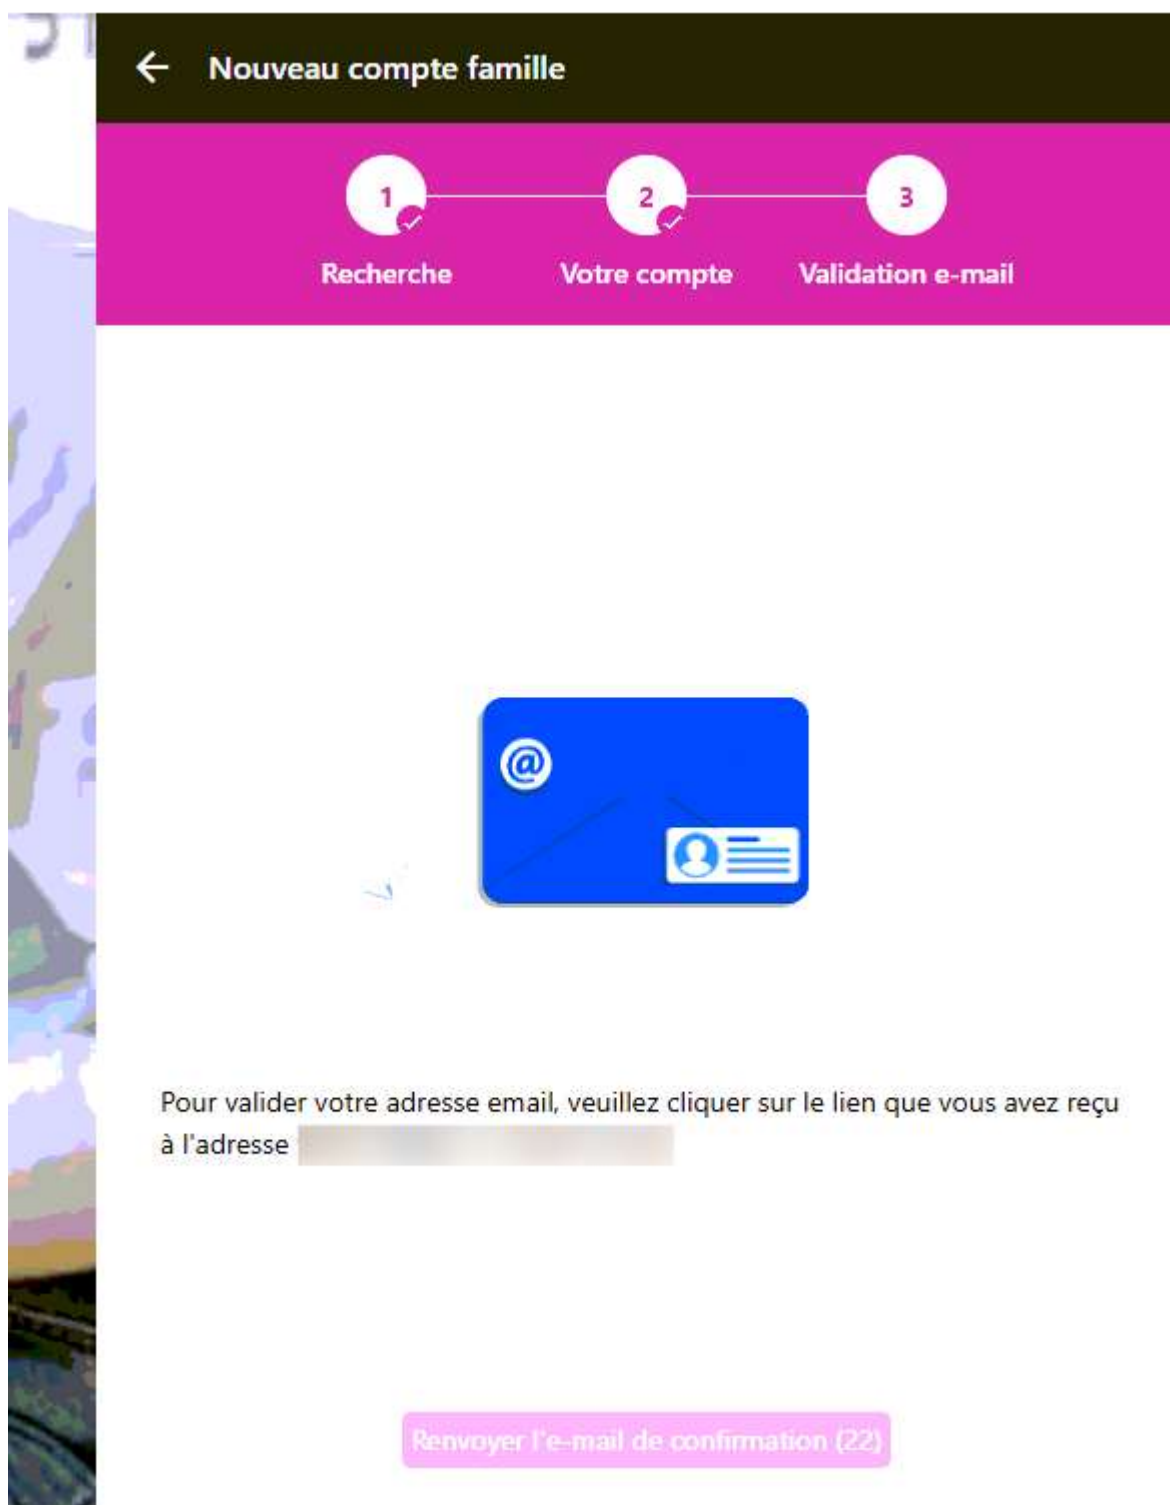 Nouveau compte famille
1
2
3
Recherche
Votre compte
Validation e-mail
@
Pour valider votre adresse email, veuillez cliquer sur le lien que vous avez reçu
à l'adresse
Renvoyer l'e-mail de confirmation (22)